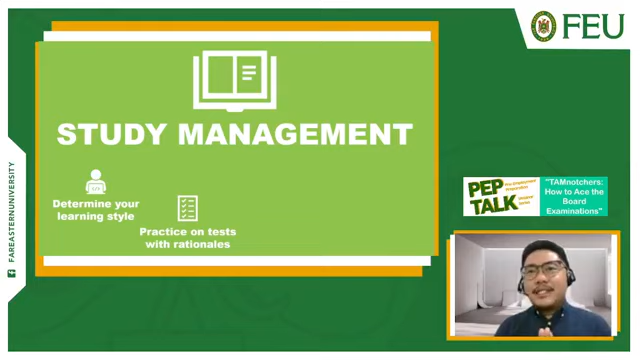 FEU
STUDY MANAGEMENT
Determine your
learning style
Practice on tests
with rationales
PEP
TALK
"TAMnotchers:
How to Ace the
Board
Examinations"
FAREASTERNUNIVERSITY